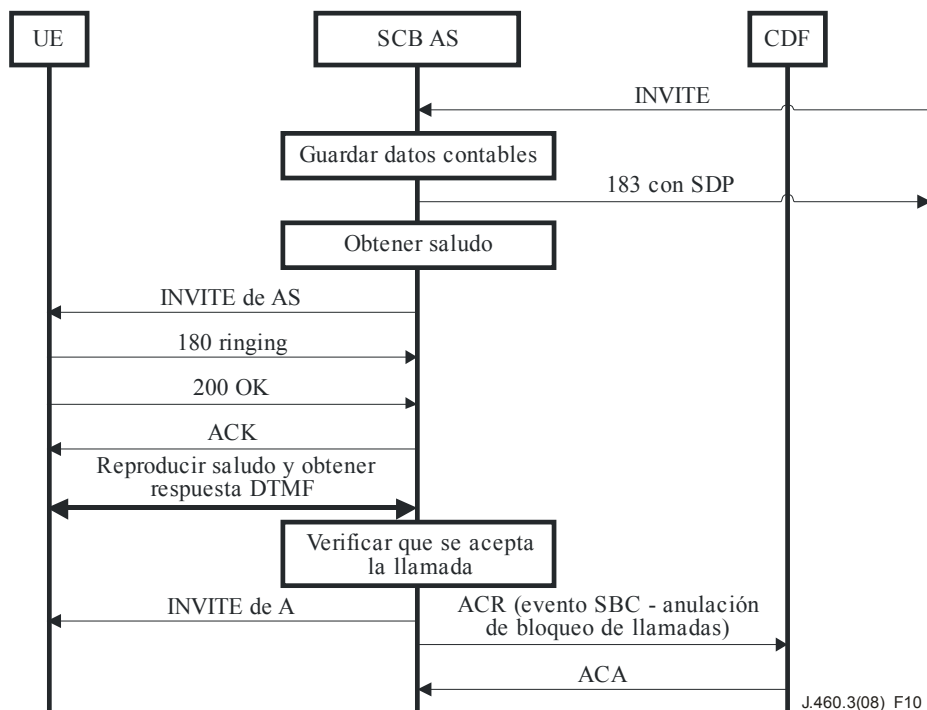 UE
SCB AS
CDF
INVITE
Guardar datos contables
183 con SDP
Obtener saludo
INVITE de AS
180 ringing
200 OK
ACK
Reproducir saludo y obtener
respuesta DTMF
Verificar que se acepta
la llamada
INVITE de A
ACR (evento SBC - anulación
de bloqueo de llamadas)
ACA
J.460.3(08)_F10